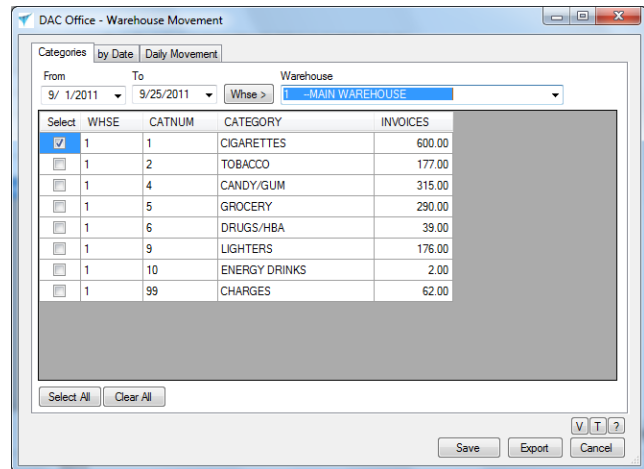 DAC Office - Warehouse Movement
Categories by Date Daily Movement
From To Warehouse
9/ 1/2011 9/25/2011 Whse > 1 --MAIN WAREHOUSE
Select WHSE CATNUM CATEGORY INVOICES
1 1 CIGARETTES 600.00
1 2 TOBACCO 177.00
1 4 CANDY/GUM 315.00
1 5 GROCERY 290.00
1 6 DRUGS/HBA 39.00
1 9 LIGHTERS 176.00
1 10 ENERGY DRINKS 2.00
1 99 CHARGES 62.00
Select All Clear All
V T ?
Save Export Cancel